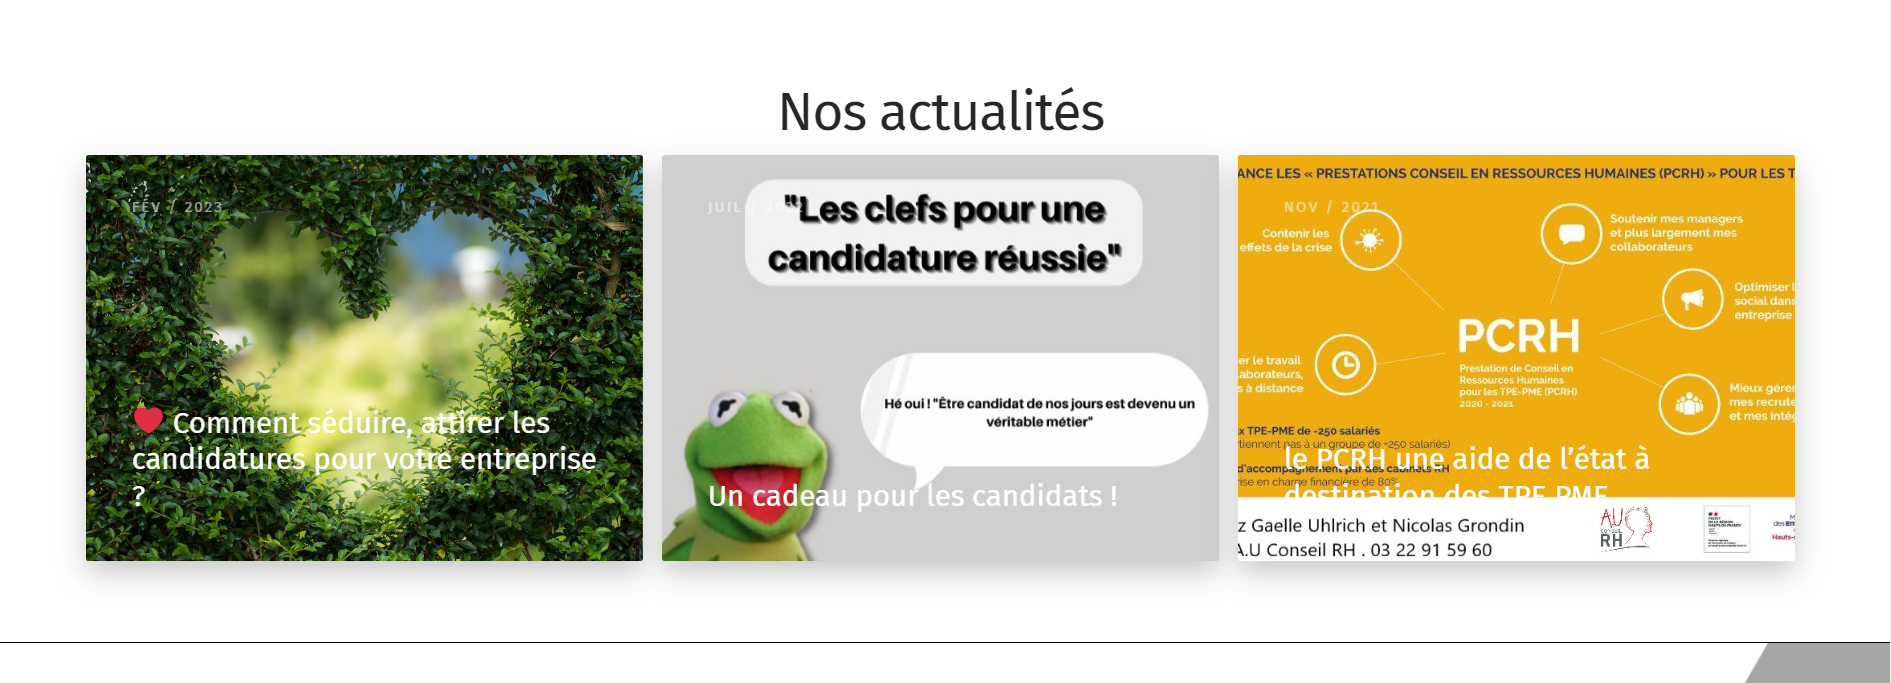 Nos actualités
FÉV / 2023
❤ Comment séduire, attirer les
candidatures pour votre entreprise
?
JUIL / 2022
"Les clefs pour une
candidature réussie"
Hé oui ! "Être candidat de nos jours est devenu un
véritable métier"
Un cadeau pour les candidats !
ANCE LES « PRESTATIONS CONSEIL EN RESSOURCES HUMAINES (PCRH) » POUR LES T
NOV / 2021
Contenir les
effets de la crise
Soutenir mes managers
et plus largement mes
collaborateurs
Optimiser l
social dans
entreprise
PCRH
Prestation de Conseil en
Ressources Humaines
pour les TPE-PME (PCRH)
2020 - 2021
er le travail
aborateurs,
s à distance
Mieux gérer
mes recrute
et mes intég
x TPE-PME de -250 salariés
tiennent pas à un groupe de +250 salariés)
d'accompagnement par des cabinets RH
rise en charge financière de 80%
le PCRH une aide de l'état à
destination des TPE PME
z Gaelle Uhlrich et Nicolas Grondin
A.U Conseil RH . 03 22 91 59 60
AU
CONSEIL
RH